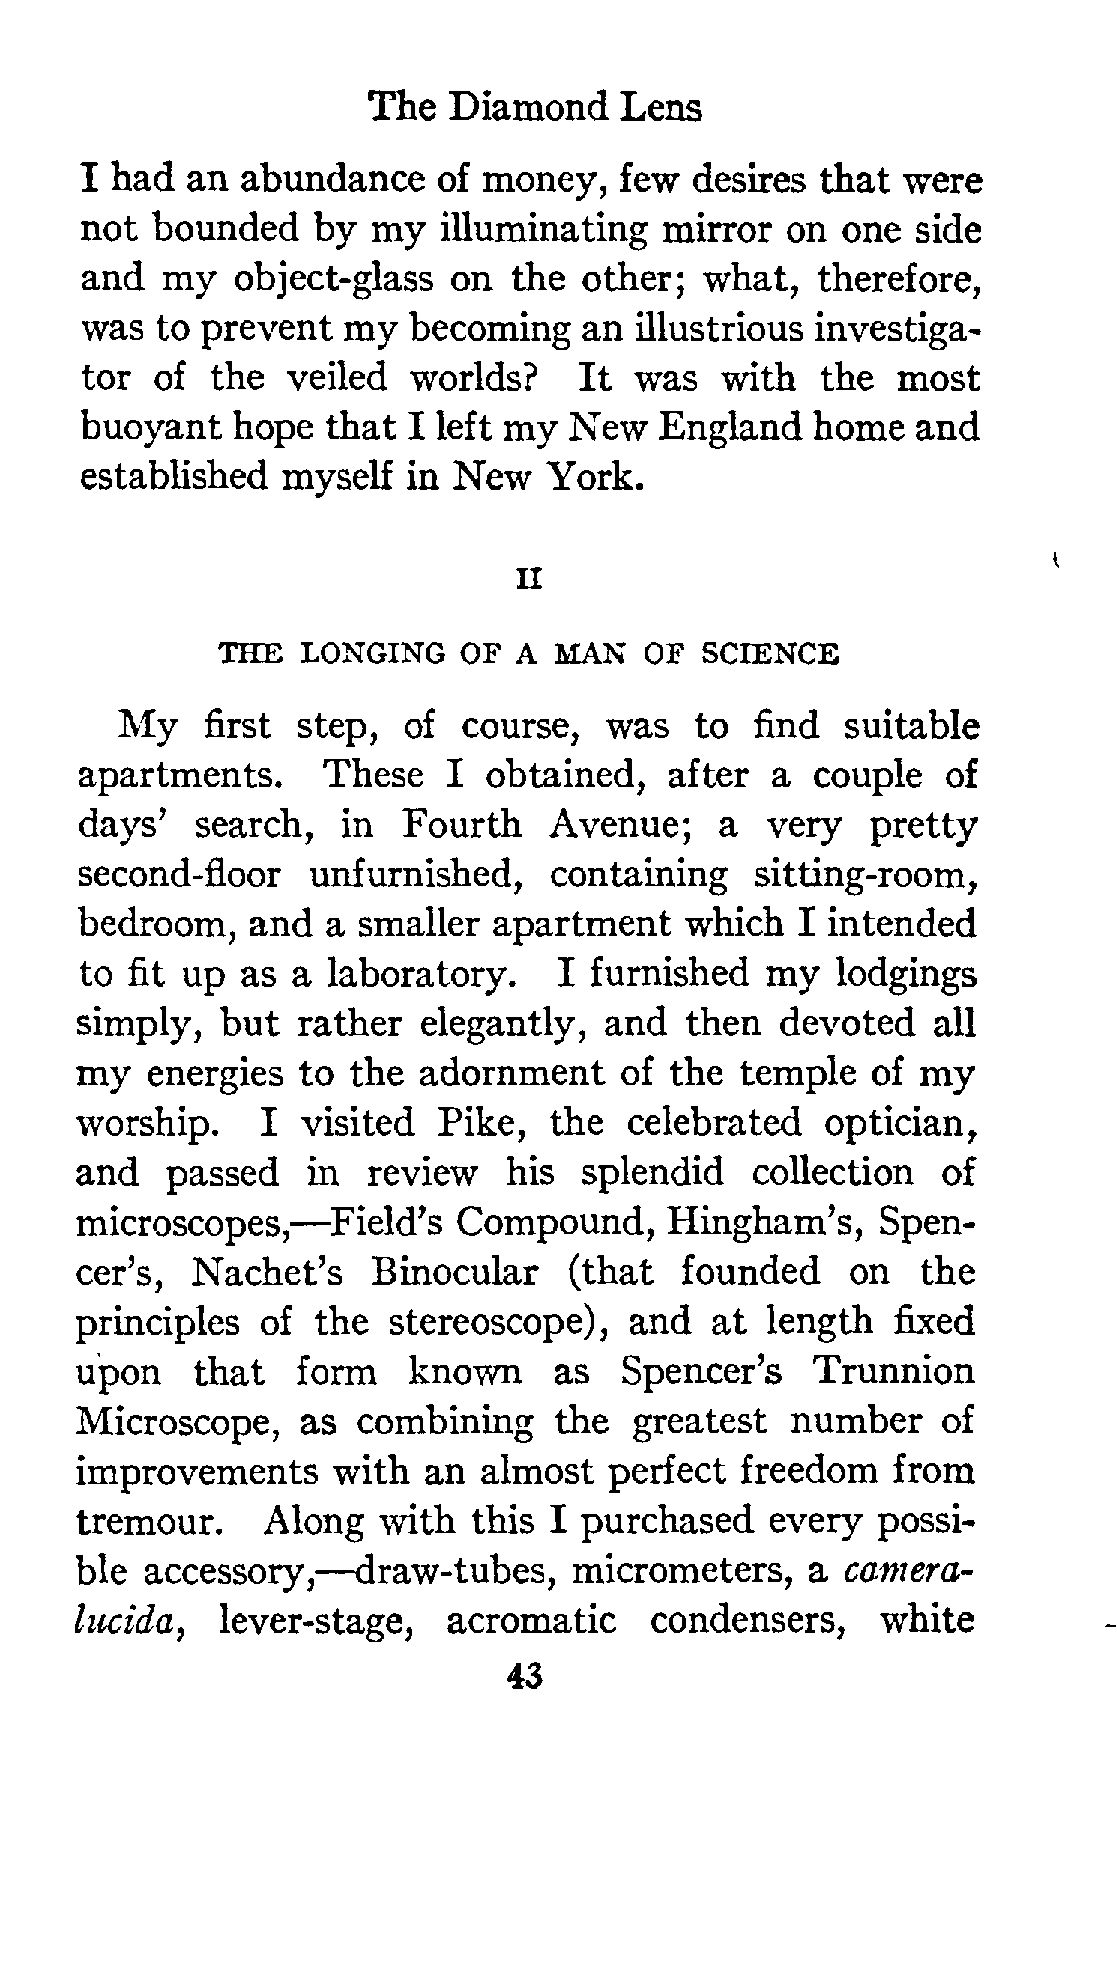 The Diamond Lens
I had an abundance of money, few desires that were
not bounded by my illuminating mirror on one side
and my object-glass on the other; what, therefore,
was to prevent my becoming an illustrious investiga-
tor of the veiled worlds? It was with the most
buoyant hope that I left my New England home and
established myself in New York.
II
THE LONGING OF A MAN OF SCIENCE
My first step, of course, was to find suitable
apartments. These I obtained, after a couple of
days' search, in Fourth Avenue; a very pretty
second-floor unfurnished, containing sitting-room,
bedroom, and a smaller apartment which I intended
to fit up as a laboratory. I furnished my lodgings
simply, but rather elegantly, and then devoted all
my energies to the adornment of the temple of my
worship. I visited Pike, the celebrated optician,
and passed in review his splendid collection of
microscopes,—Field's Compound, Hingham's, Spen-
cer's, Nachet's Binocular (that founded on the
principles of the stereoscope), and at length fixed
upon that form known as Spencer's Trunnion
Microscope, as combining the greatest number of
improvements with an almost perfect freedom from
tremour. Along with this I purchased every possi-
ble accessory,—draw-tubes, micrometers, a camera-
lucida, lever-stage, acromatic condensers, white
43